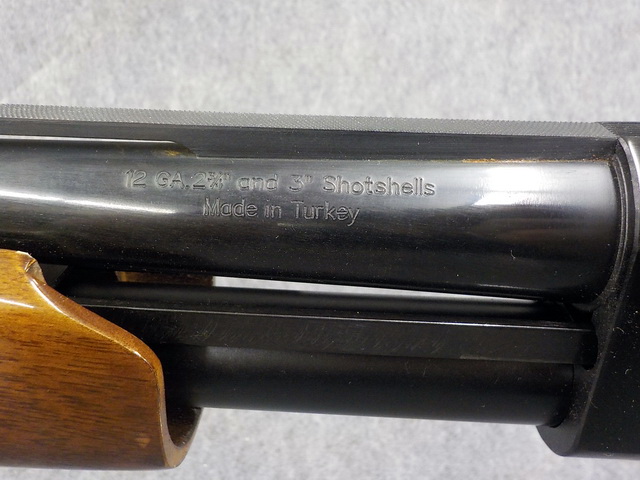 12 GA. 2¾" and 3" Shotshells
Made in Turkey